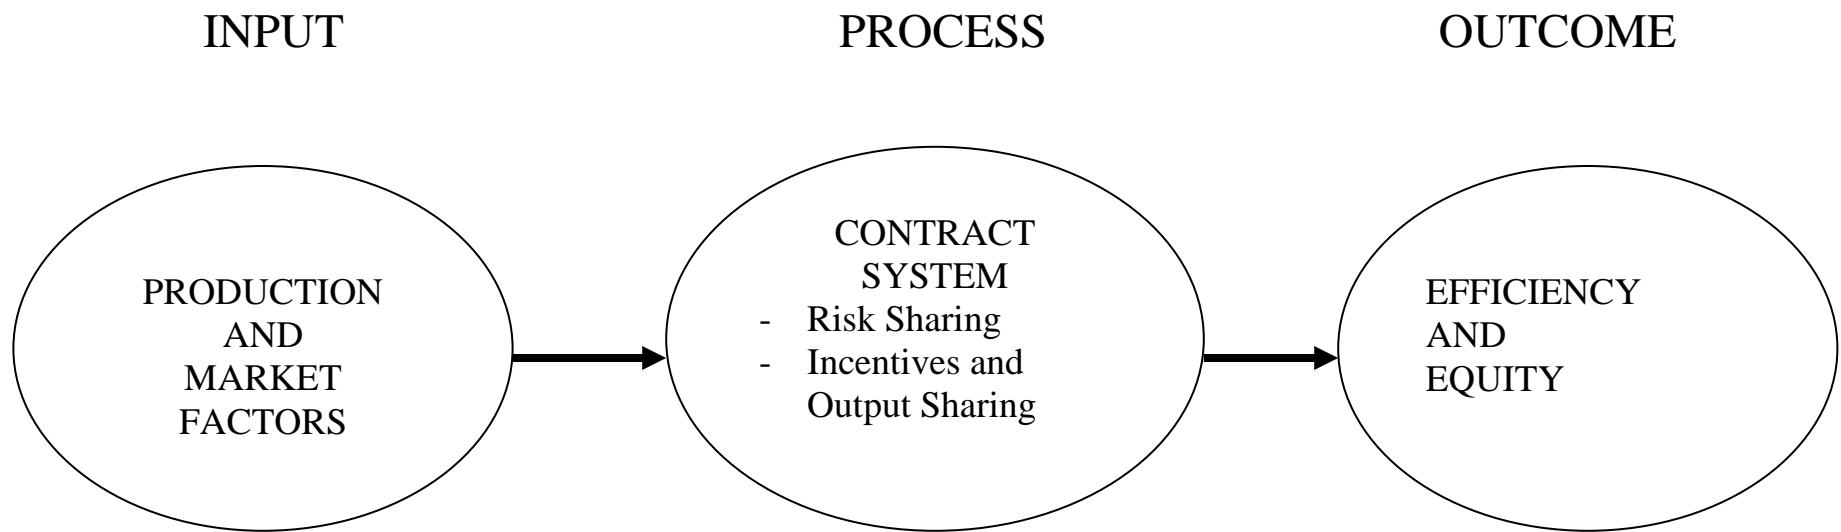 INPUT
PROCESS
OUTCOME
PRODUCTION
AND
MARKET
FACTORS
CONTRACT
SYSTEM
- Risk Sharing
- Incentives and
Output Sharing
EFFICIENCY
AND
EQUITY